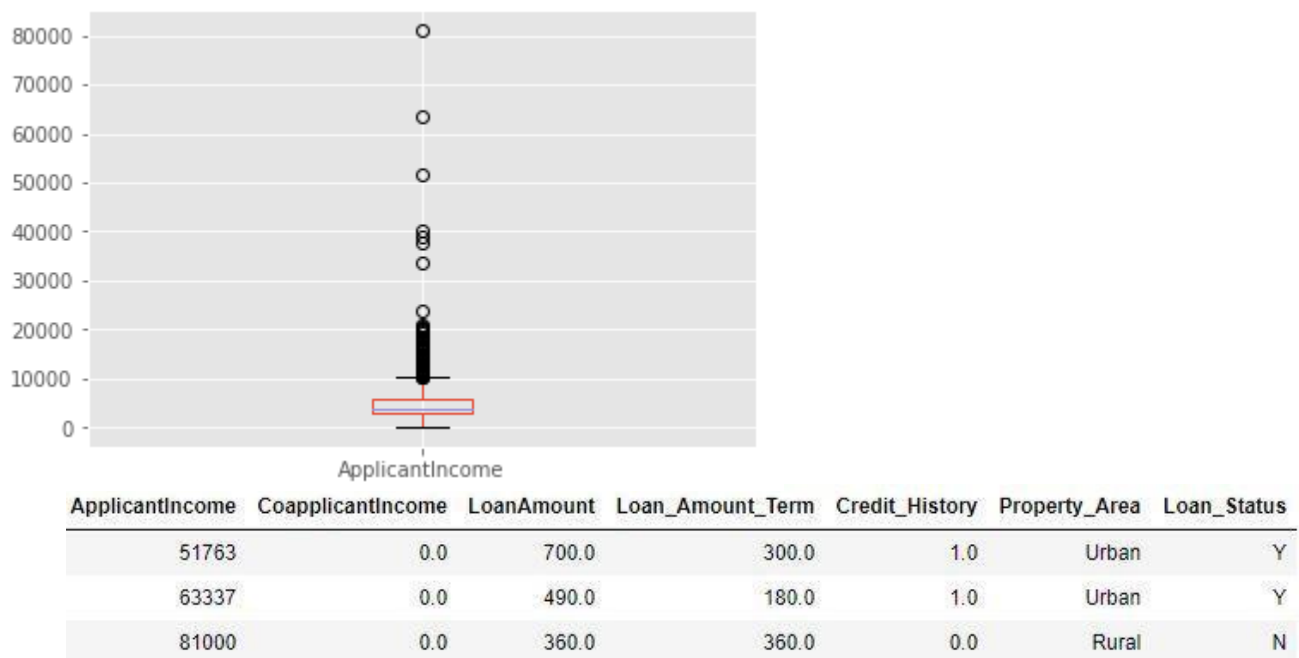 80000
70000
60000
50000
40000
30000
20000
10000
0
ApplicantIncome
ApplicantIncome CoapplicantIncome LoanAmount Loan_Amount_Term Credit_History Property_Area Loan_Status
51763 0.0 700.0 300.0 1.0 Urban Y
63337 0.0 490.0 180.0 1.0 Urban Y
81000 0.0 360.0 360.0 0.0 Rural N